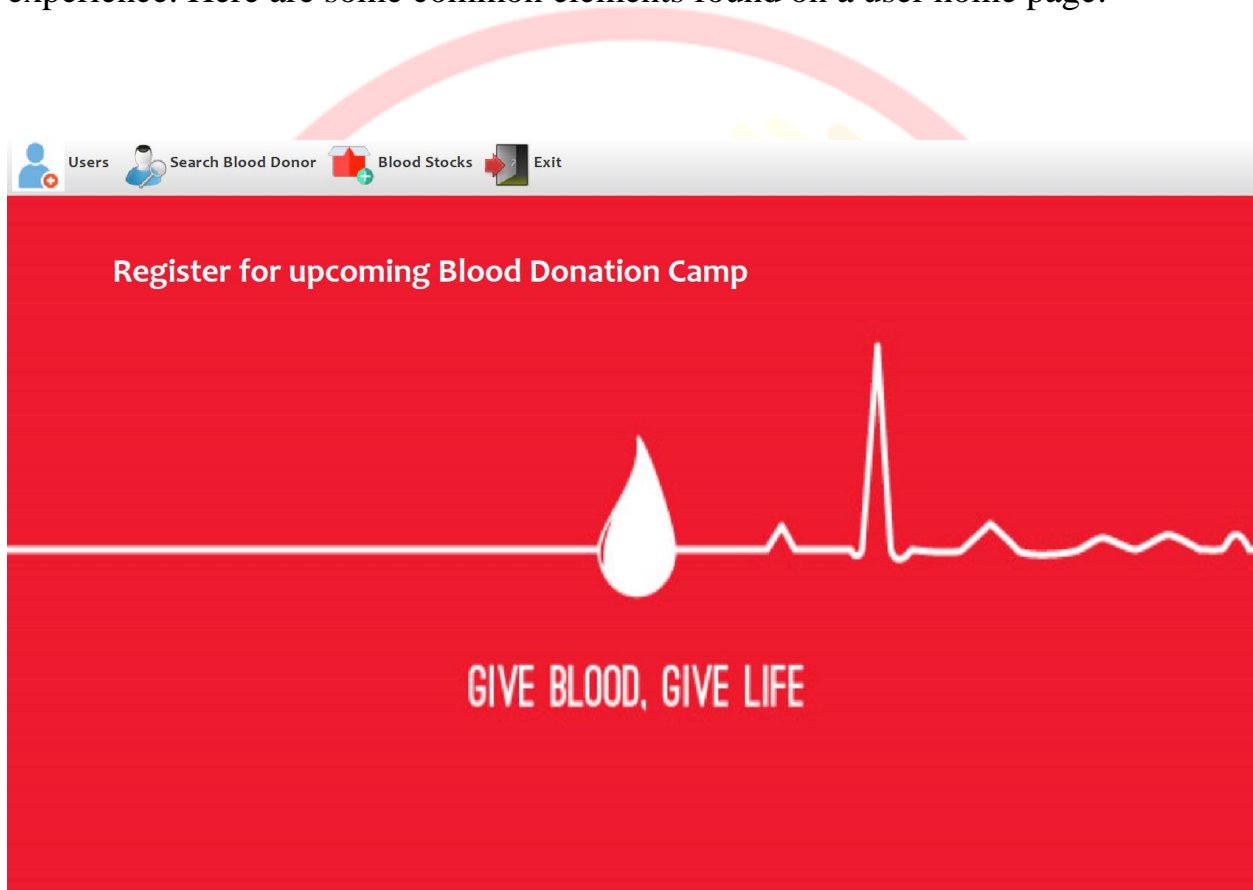 experience. Here are some common elements found on a user home page:
Users Search Blood Donor Blood Stocks Exit
Register for upcoming Blood Donation Camp
GIVE BLOOD, GIVE LIFE